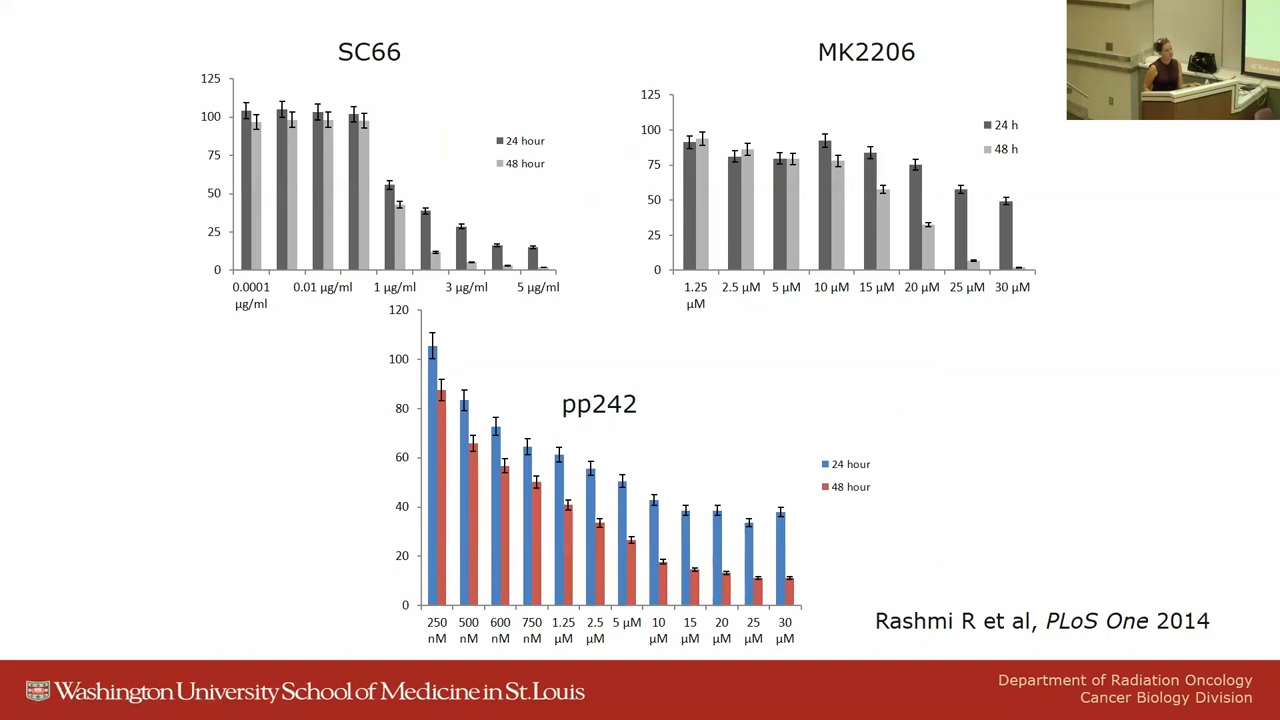 SC66
125
100
75
50
25
0
24 hour
48 hour
0.0001 µg/ml
0.01 µg/ml
1 µg/ml
3 µg/ml
5 µg/ml
MK2206
125
100
75
50
25
0
24 h
48 h
1.25 µM
2.5 µM
5 µM
10 µM
15 µM
20 µM
25 µM
30 µM
pp242
120
100
80
60
40
20
0
24 hour
48 hour
250 nM
500 nM
600 nM
750 nM
1.25 µM
2.5 µM
5 µM
10 µM
15 µM
20 µM
25 µM
30 µM
Rashmi R et al, PLoS One 2014
Washington University School of Medicine in St. Louis
Department of Radiation Oncology
Cancer Biology Division